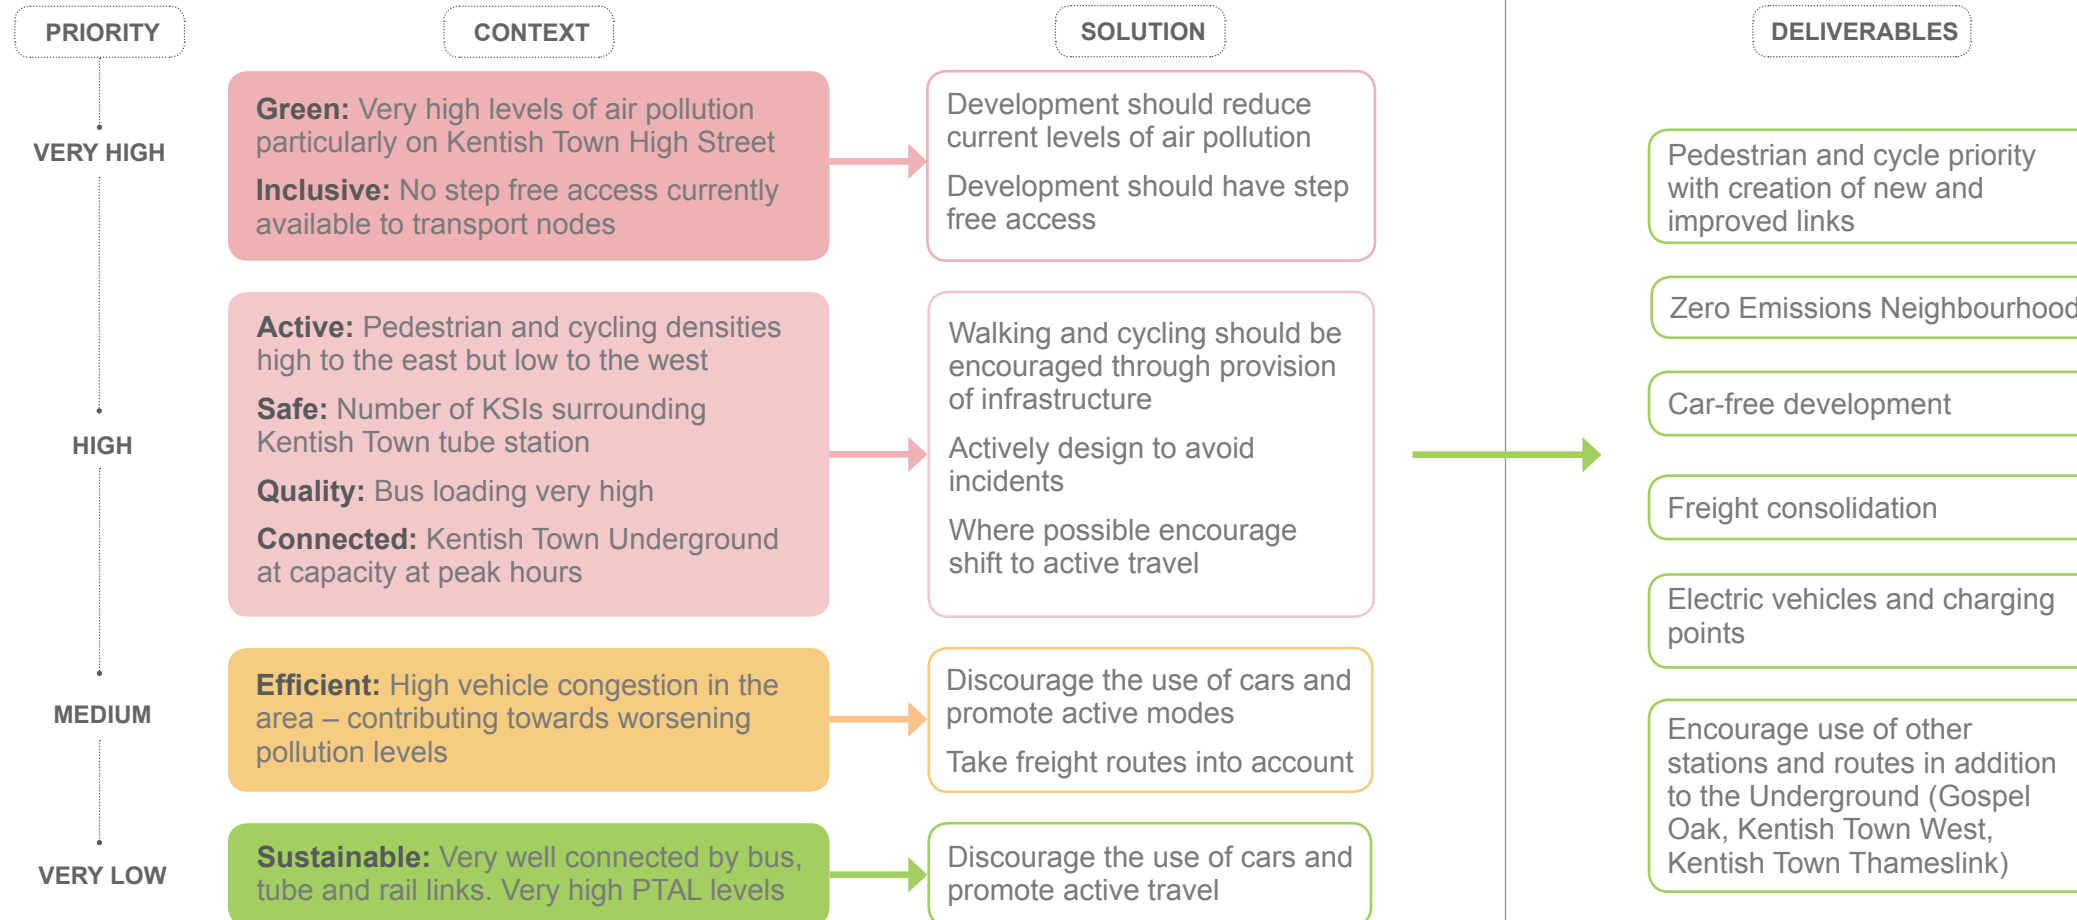 PRIORITY
CONTEXT
SOLUTION
DELIVERABLES
VERY HIGH
Green: Very high levels of air pollution
particularly on Kentish Town High Street
Inclusive: No step free access currently
available to transport nodes
Development should reduce
current levels of air pollution
Development should have step
free access
HIGH
Active: Pedestrian and cycling densities
high to the east but low to the west
Safe: Number of KSIs surrounding
Kentish Town tube station
Quality: Bus loading very high
Connected: Kentish Town Underground
at capacity at peak hours
Walking and cycling should be
encouraged through provision
of infrastructure
Actively design to avoid
incidents
Where possible encourage
shift to active travel
MEDIUM
Efficient: High vehicle congestion in the
area – contributing towards worsening
pollution levels
Discourage the use of cars and
promote active modes
Take freight routes into account
VERY LOW
Sustainable: Very well connected by bus,
tube and rail links. Very high PTAL levels
Discourage the use of cars and
promote active travel
Pedestrian and cycle priority
with creation of new and
improved links
Zero Emissions Neighbourhood
Car-free development
Freight consolidation
Electric vehicles and charging
points
Encourage use of other
stations and routes in addition
to the Underground (Gospel
Oak, Kentish Town West,
Kentish Town Thameslink)